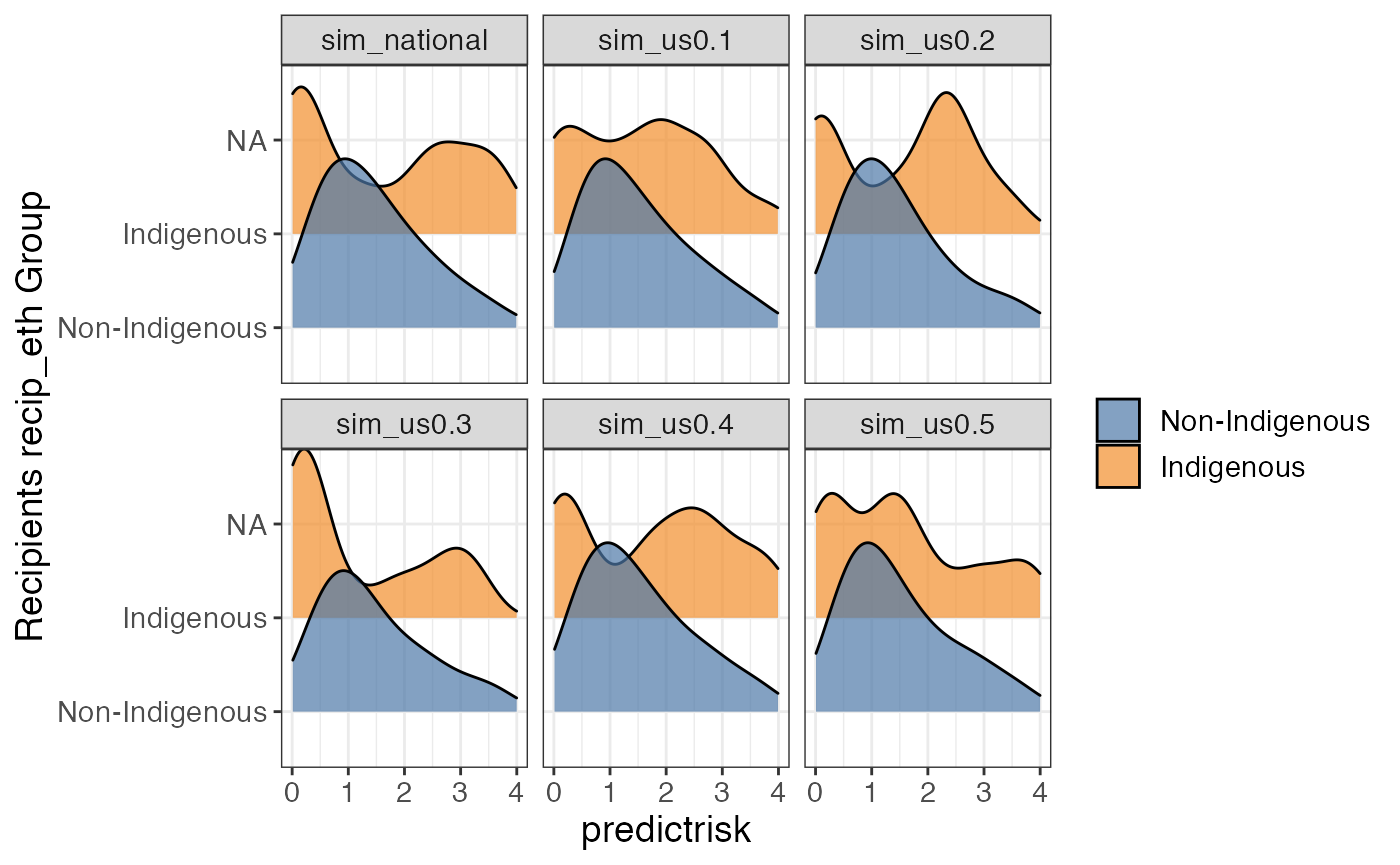 sim_national
sim_us0.1
sim_us0.2
NA
Indigenous
Non-Indigenous
sim_us0.3
sim_us0.4
sim_us0.5
NA
Indigenous
Non-Indigenous
0 1 2 3 4
0 1 2 3 4
0 1 2 3 4
predictrisk
Recipients recip_eth Group
Non-Indigenous
Indigenous